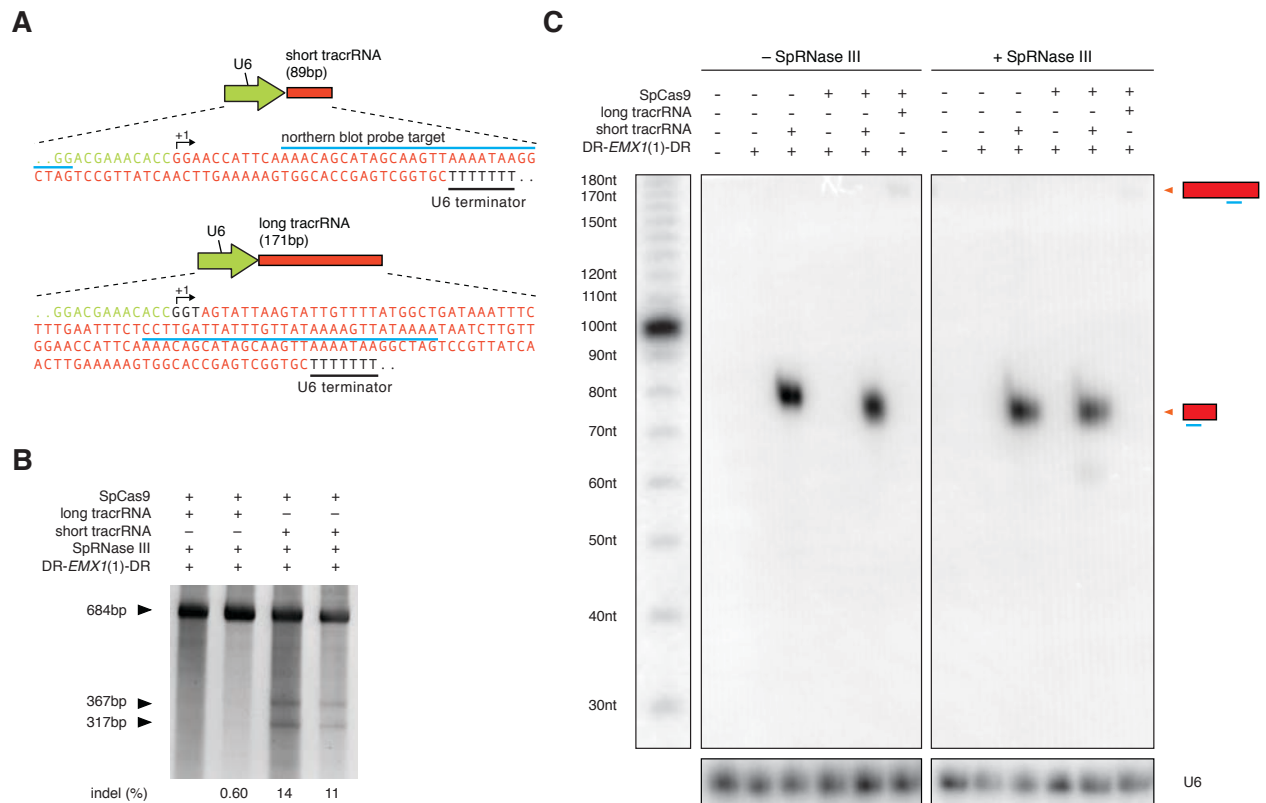 A
U6
short tracrRNA
(89bp)
+1
northern blot probe target
..GGACGAAACACCGGAACCATTCAAAACAGCATAGCAAGTTAAAATAAGG
CTAGTCCGTTATCAACTTGAAAAAGTGGCACCGAGTCGGTGCTTTTTTT..
U6 terminator
U6
long tracrRNA
(171bp)
+1
..GGACGAAACACCGGTAGTATTAAGTATTGTTTTATGGCTGATAAATTTC
TTTGAATTTCTCCTTGATTATTTGTTATAAAAGTTATAAAATAATCTTGTT
GGAACCATTCAAAACAGCATAGCAAGTTAAAATAAGGCTAGTCCGTTATCA
ACTTGAAAAAGTGGCACCGAGTCGGTGCTTTTTTT..
U6 terminator
B
SpCas9 + + + +
long tracrRNA + + – –
short tracrRNA – – + +
SpRNase III + + + +
DR-EMX1(1)-DR + + + +
684bp
367bp
317bp
indel (%) 0.60 14 11
C
– SpRNase III + SpRNase III
SpCas9 - - - + + + - - - + + +
long tracrRNA - - - - - + - - - - - +
short tracrRNA - - + - + - - - + - + -
DR-EMX1(1)-DR - + + + + + - + + + + +
180nt
170nt
150nt
120nt
110nt
100nt
90nt
80nt
70nt
60nt
50nt
40nt
30nt
U6